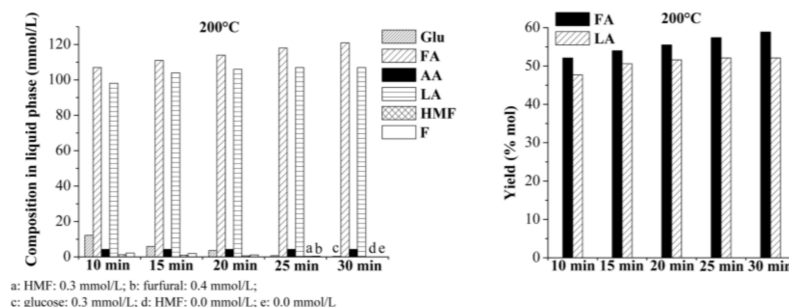 200°C
Composition in liquid phase (mmol/L)
120
100
80
60
40
20
0
Glu
FA
AA
LA
HMF
F
a b
c
d e
10 min 15 min 20 min 25 min 30 min
a: HMF: 0.3 mmol/L; b: furfural: 0.4 mmol/L;
c: glucose: 0.3 mmol/L; d: HMF: 0.0 mmol/L; e: 0.0 mmol/L
200°C
Yield (% mol)
60
50
40
30
20
10
0
FA
LA
10 min 15 min 20 min 25 min 30 min